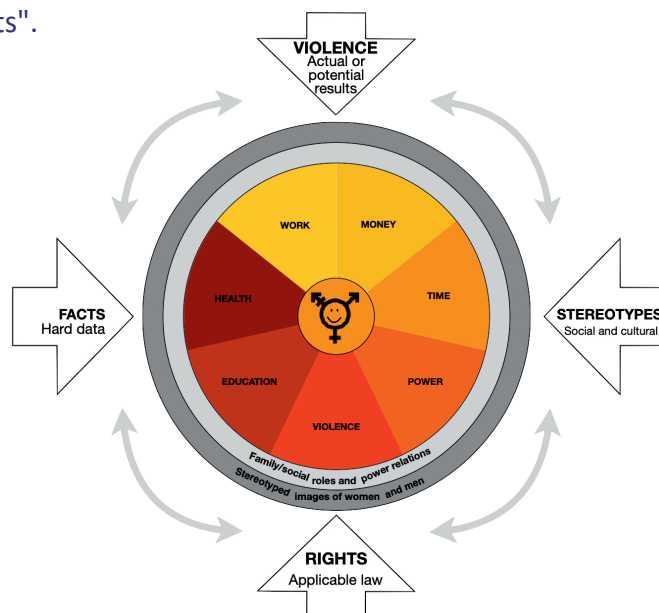 ts".
VIOLENCE
Actual or
potential
results
WORK
MONEY
HEALTH
TIME
FACTS
Hard data
STEREOTYPES
Social and cultural
EDUCATION
POWER
VIOLENCE
Family/social roles and power relations
Stereotyped images of women and men
RIGHTS
Applicable law